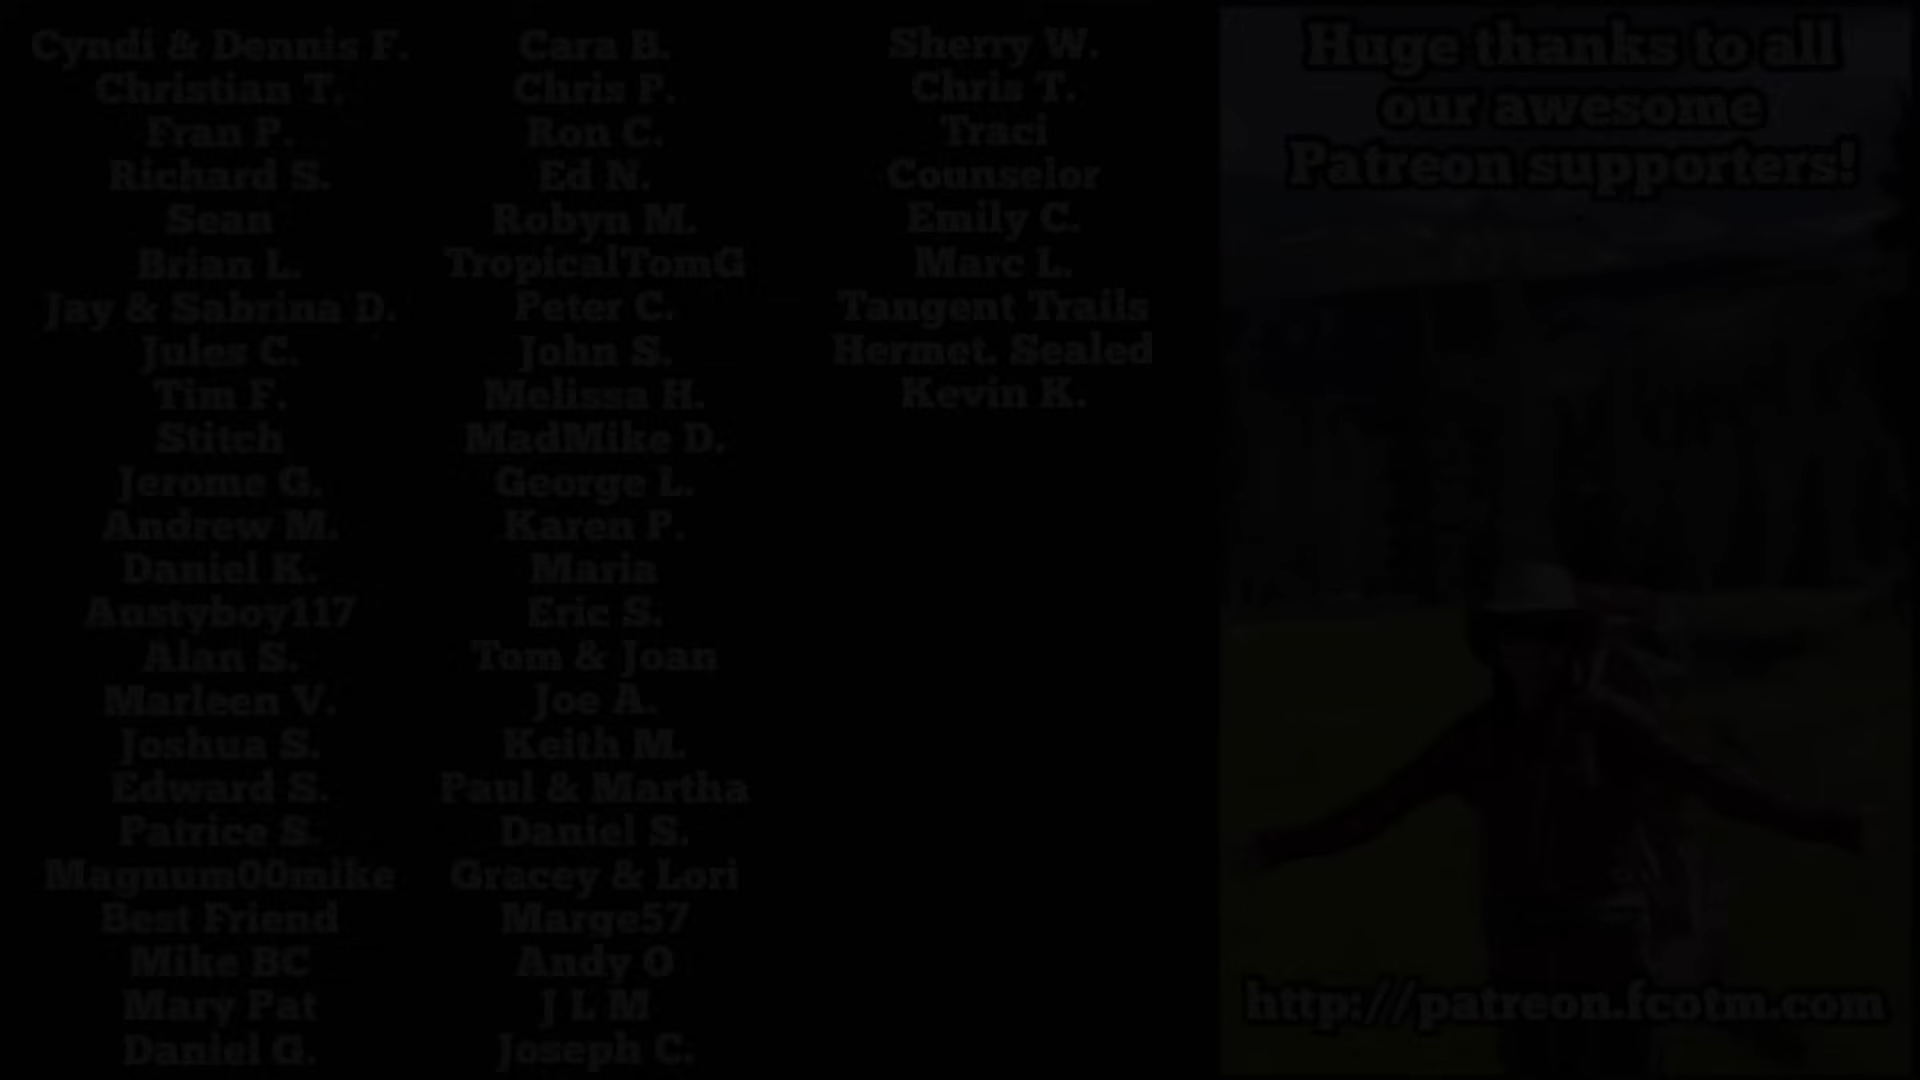 Cyndi & Dennis F.
Christian T.
Fran P.
Richard S.
Sean
Brian L.
Jay & Sabrina D.
Jules C.
Tim F.
Stitch
Jerome G.
Andrew M.
Daniel K.
Austyboy117
Alan S.
Marleen V.
Joshua S.
Edward S.
Patrice S.
Magnum00mike
Best Friend
Mike BC
Mary Pat
Daniel G.
Cara B.
Chris P.
Ron C.
Ed N.
Robyn M.
TropicalTomG
Peter C.
John S.
Melissa H.
MadMike D.
George L.
Karen P.
Maria
Eric S.
Tom & Joan
Joe A.
Keith M.
Paul & Martha
Daniel S.
Gracey & Lori
Marge57
Andy O
J L M
Joseph C.
Sherry W.
Chris T.
Traci
Counselor
Emily C.
Marc L.
Tangent Trails
Hermet. Sealed
Kevin K.
Huge thanks to all
our awesome
Patreon supporters!
http://patreon.fcotm.com